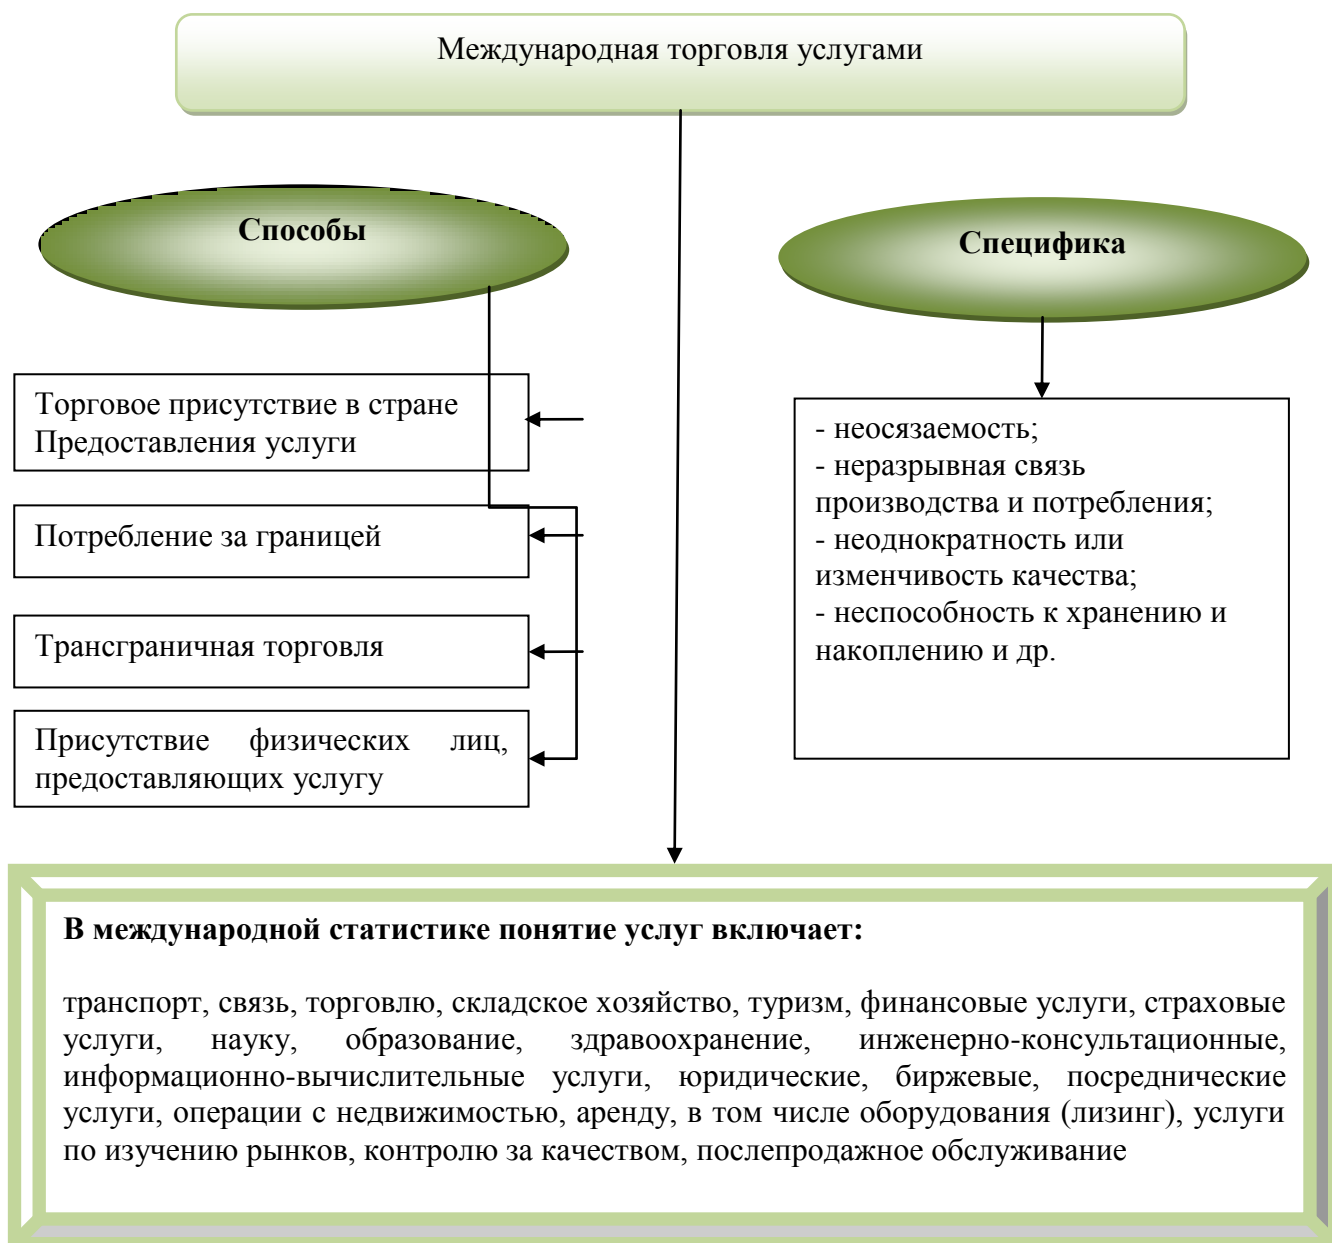 Международная торговля услугами
Способы
Специфика
Торговое присутствие в стране
Предоставления услуги
Потребление за границей
Трансграничная торговля
Присутствие физических лиц,
предоставляющих услугу
- неосязаемость;
- неразрывная связь
производства и потребления;
- неоднократность или
изменчивость качества;
- неспособность к хранению и
накоплению и др.
В международной статистике понятие услуг включает:
транспорт, связь, торговлю, складское хозяйство, туризм, финансовые услуги, страховые
услуги, науку, образование, здравоохранение, инженерно-консультационные,
информационно-вычислительные услуги, юридические, биржевые, посреднические
услуги, операции с недвижимостью, аренду, в том числе оборудования (лизинг), услуги
по изучению рынков, контролю за качеством, послепродажное обслуживание